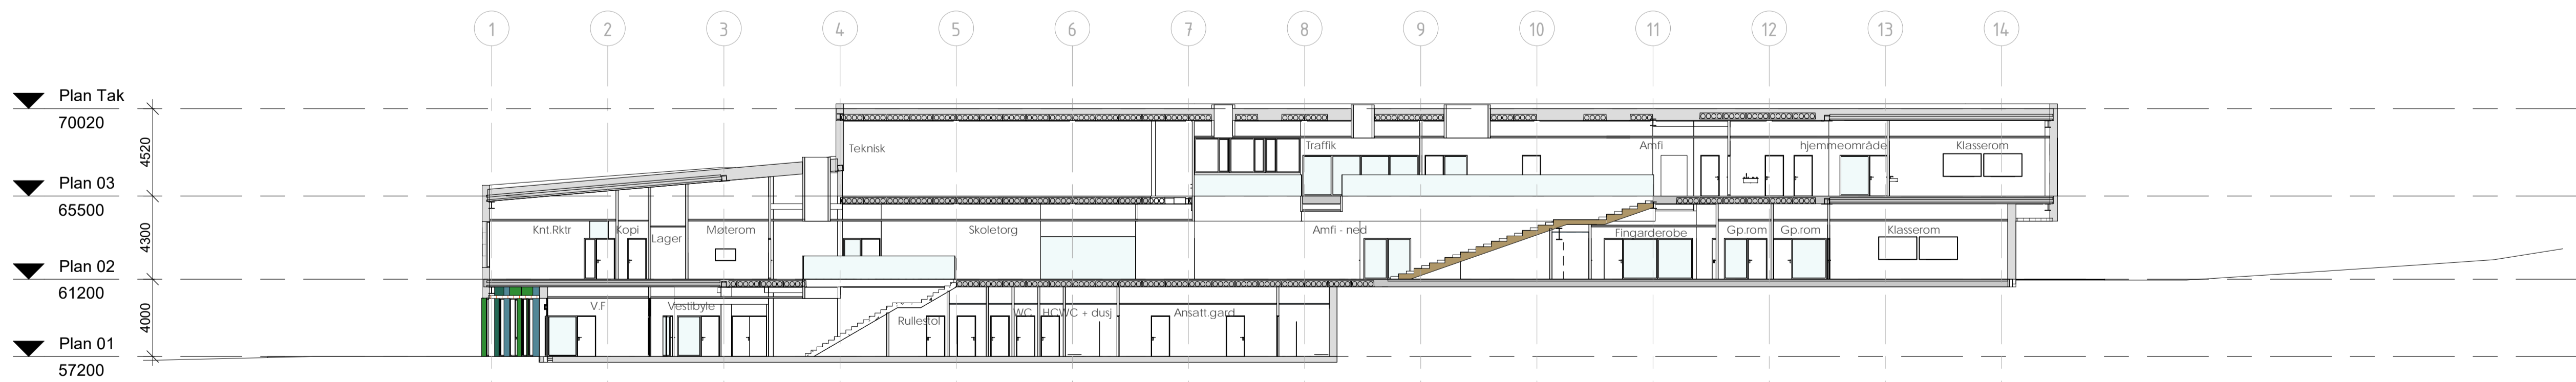 1 2 3 4 5 6 7 8 9 10 11 12 13 14
Plan Tak
70020
4520
Teknisk Traffik Amfi hjemmeområde Klasserom
Plan 03
65500
4300
Knt.Rktr Kopi Lager Møterom Skoletorg Amfi - ned Fingarderobe Gp.rom Gp.rom Klasserom
Plan 02
61200
4000
V.F Vestibyle Rullestol WC HCWC + dusj Ansatt.gard
Plan 01
57200